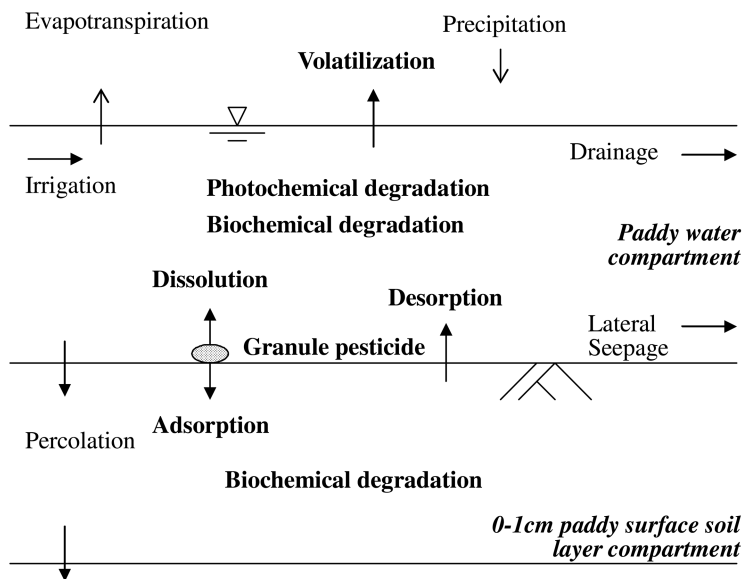 Evapotranspiration
Precipitation
Volatilization
Drainage
Irrigation
Photochemical degradation
Biochemical degradation
Paddy water
compartment
Dissolution
Desorption
Lateral
Seepage
Granule pesticide
Adsorption
Percolation
Biochemical degradation
0-1cm paddy surface soil
layer compartment